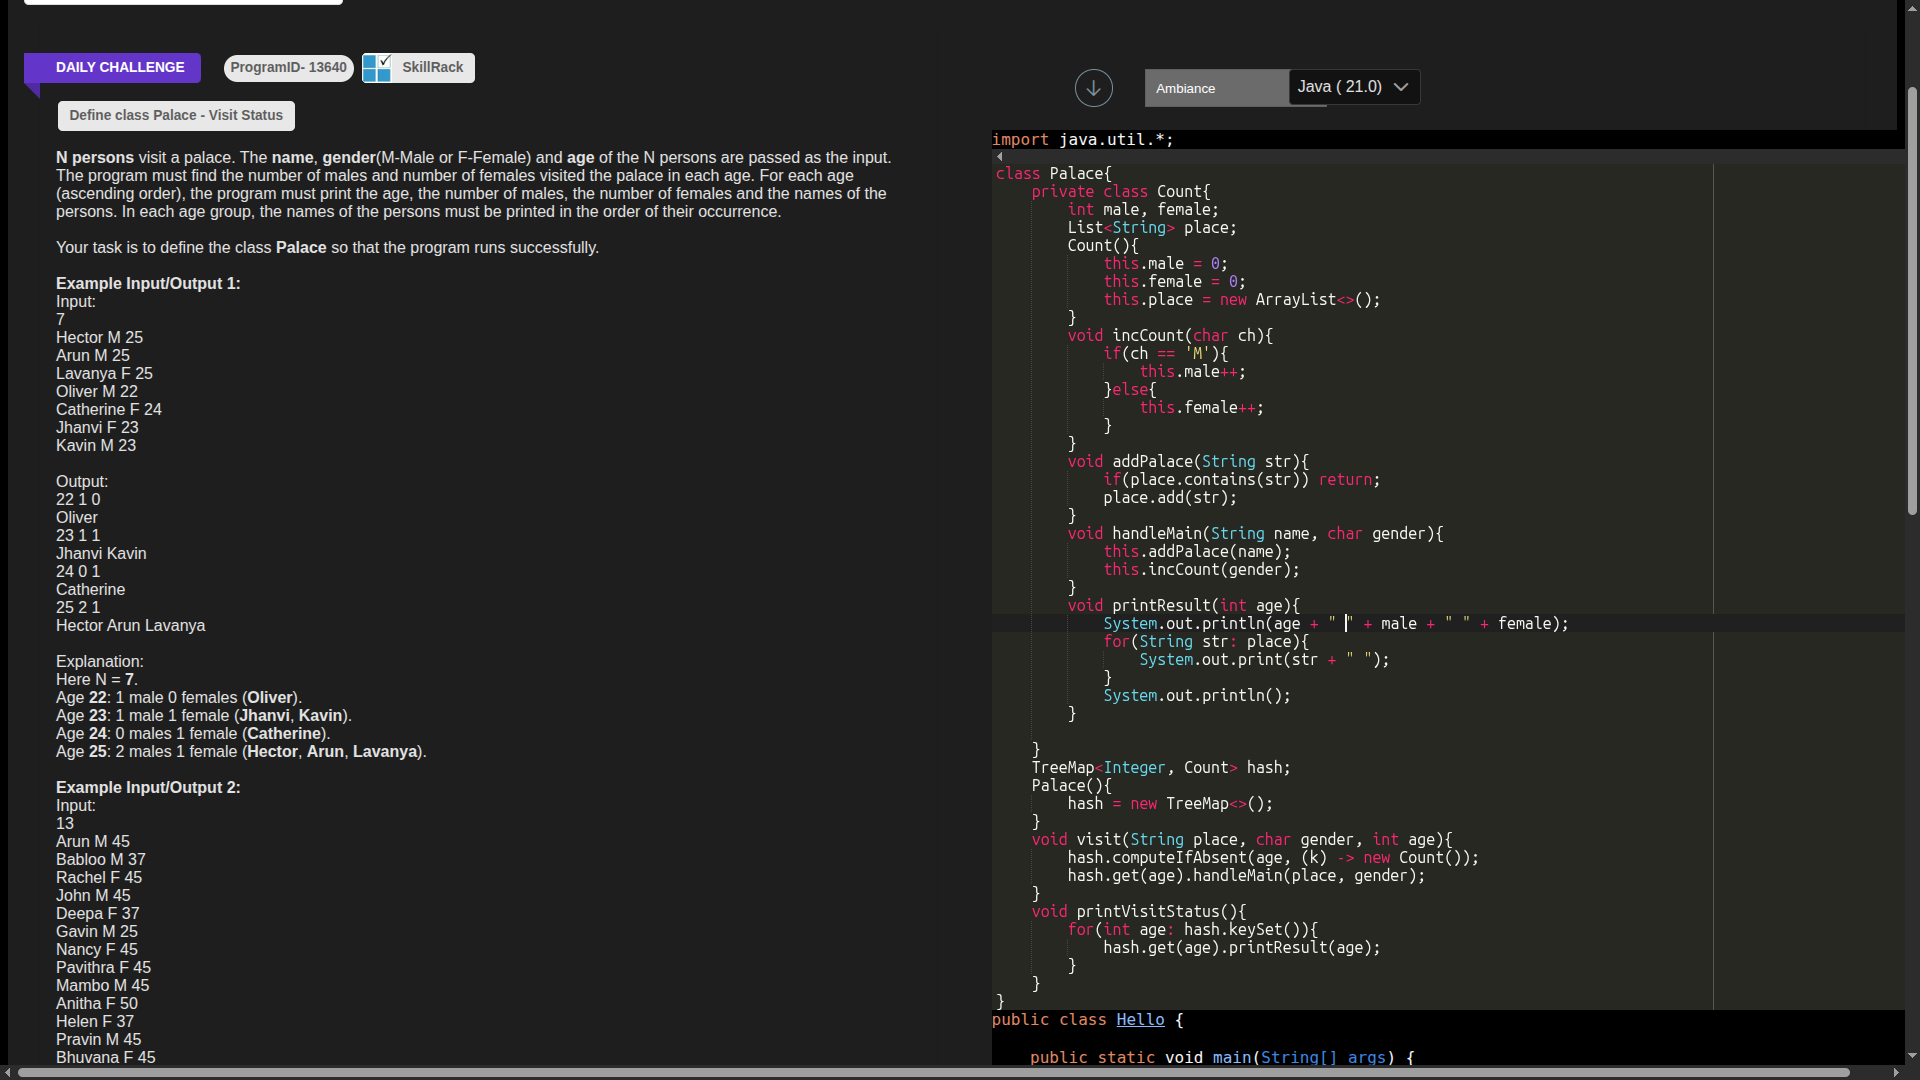 DAILY CHALLENGE
ProgramID- 13640
SkillRack
Define class Palace - Visit Status
N persons visit a palace. The name, gender(M-Male or F-Female) and age of the N persons are passed as the input.
The program must find the number of males and number of females visited the palace in each age. For each age
(ascending order), the program must print the age, the number of males, the number of females and the names of the
persons. In each age group, the names of the persons must be printed in the order of their occurrence.
Your task is to define the class Palace so that the program runs successfully.
Example Input/Output 1:
Input:
7
Hector M 25
Arun M 25
Lavanya F 25
Oliver M 22
Catherine F 24
Jhanvi F 23
Kavin M 23
Output:
22 1 0
Oliver
23 1 1
Jhanvi Kavin
24 0 1
Catherine
25 2 1
Hector Arun Lavanya
Explanation:
Here N = 7.
Age 22: 1 male 0 females (Oliver).
Age 23: 1 male 1 female (Jhanvi, Kavin).
Age 24: 0 males 1 female (Catherine).
Age 25: 2 males 1 female (Hector, Arun, Lavanya).
Example Input/Output 2:
Input:
13
Arun M 45
Babloo M 37
Rachel F 45
John M 45
Deepa F 37
Gavin M 25
Nancy F 45
Pavithra F 45
Mambo M 45
Anitha F 50
Helen F 37
Pravin M 45
Bhuvana F 45
Ambiance
Java ( 21.0)
import java.util.*;
class Palace{
    private class Count{
        int male, female;
        List<String> place;
        Count(){
            this.male = 0;
            this.female = 0;
            this.place = new ArrayList<>();
        }
        void incCount(char ch){
            if(ch == 'M'){
                this.male++;
            }else{
                this.female++;
            }
        }
        void addPalace(String str){
            if(place.contains(str)) return;
            place.add(str);
        }
        void handleMain(String name, char gender){
            this.addPalace(name);
            this.incCount(gender);
        }
        void printResult(int age){
            System.out.println(age + " " + male + " " + female);
            for(String str: place){
                System.out.print(str + " ");
            }
            System.out.println();
        }
    }
    TreeMap<Integer, Count> hash;
    Palace(){
        hash = new TreeMap<>();
    }
    void visit(String place, char gender, int age){
        hash.computeIfAbsent(age, (k) -> new Count());
        hash.get(age).handleMain(place, gender);
    }
    void printVisitStatus(){
        for(int age: hash.keySet()){
            hash.get(age).printResult(age);
        }
    }
}
public class Hello {
    public static void main(String[] args) {